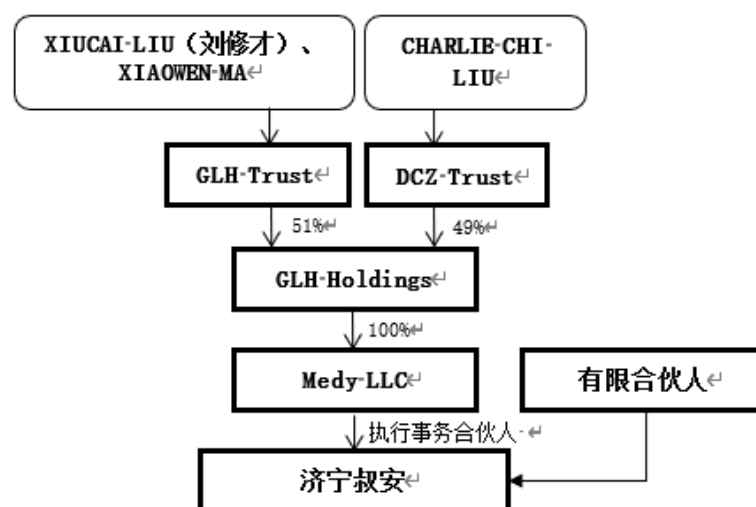 XIUCAI LIU（刘修才）、
XIAOWEN MA
CHARLIE CHI
LIU
GLH Trust
DCZ Trust
51%
49%
GLH Holdings
100%
Medy LLC
有限合伙人
执行事务合伙人
济宁叔安